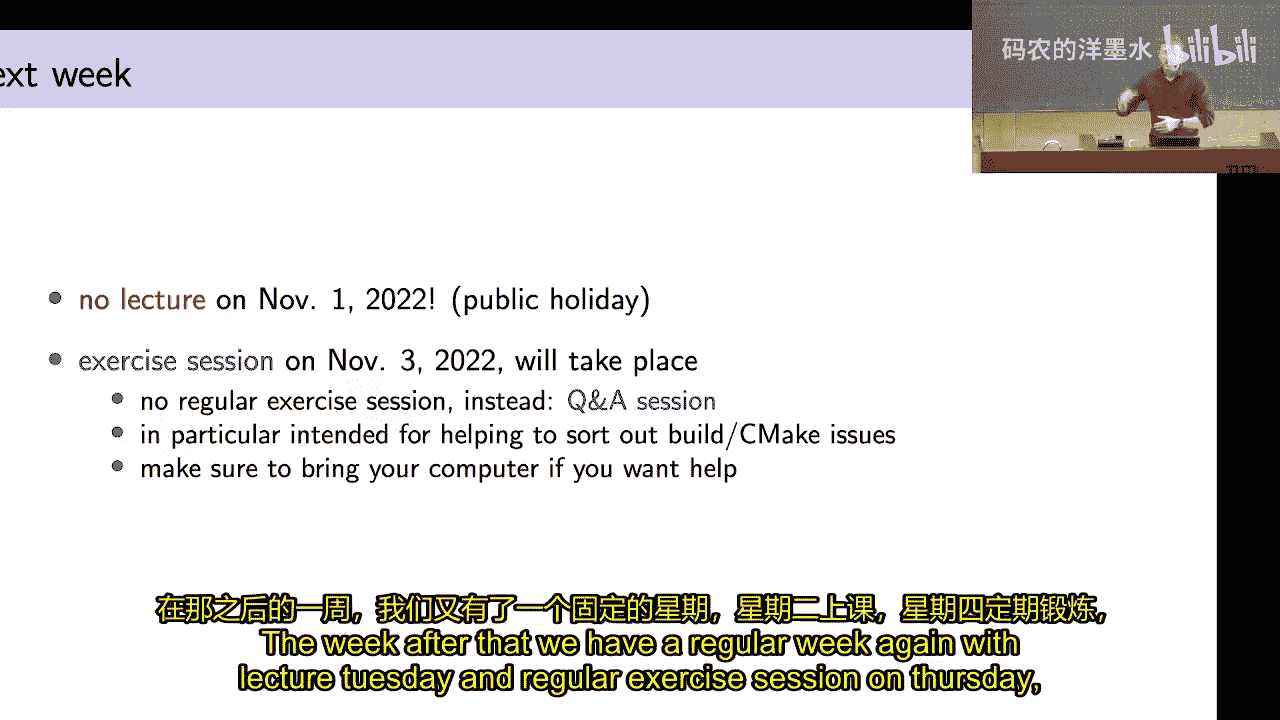 码农的洋墨水 bilibili
ext week
no lecture on Nov. 1, 2022! (public holiday)
exercise session on Nov. 3, 2022, will take place
no regular exercise session, instead: Q&A session
in particular intended for helping to sort out build/CMake issues
make sure to bring your computer if you want help
在那之后的一周，我们又有了一个固定的星期，星期二上课，星期四定期锻炼，
The week after that we have a regular week again with
lecture tuesday and regular exercise session on thursday,